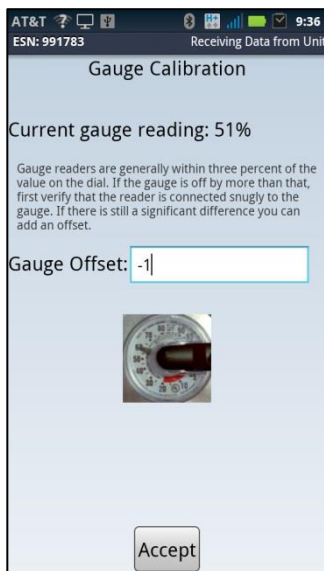 AT&T 9:36
ESN: 991783 Receiving Data from Unit
Gauge Calibration
Current gauge reading: 51%
Gauge readers are generally within three percent of the
value on the dial. If the gauge is off by more than that,
first verify that the reader is connected snugly to the
gauge. If there is still a significant difference you can
add an offset.
Gauge Offset: -1
Accept